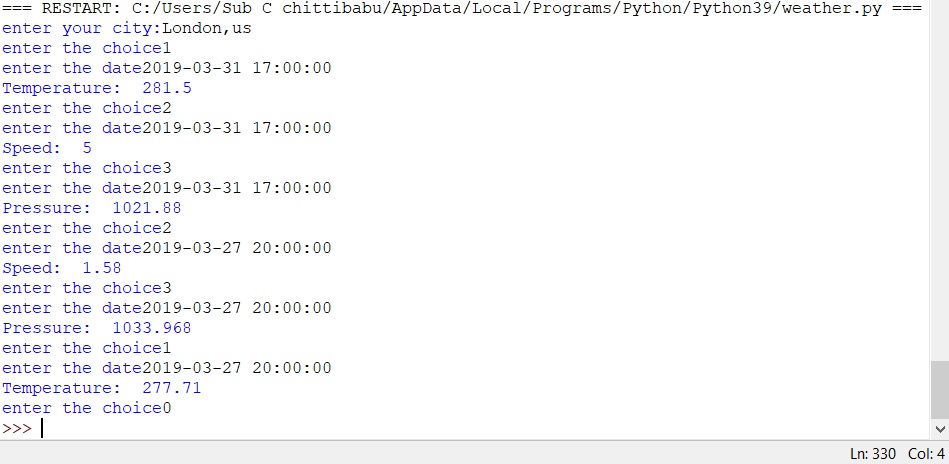 === RESTART: C:/Users/Sub C chittibabu/AppData/Local/Programs/Python/Python39/weather.py ===
enter your city:London,us
enter the choice1
enter the date2019-03-31 17:00:00
Temperature:  281.5
enter the choice2
enter the date2019-03-31 17:00:00
Speed:  5
enter the choice3
enter the date2019-03-31 17:00:00
Pressure:  1021.88
enter the choice2
enter the date2019-03-27 20:00:00
Speed:  1.58
enter the choice3
enter the date2019-03-27 20:00:00
Pressure:  1033.968
enter the choice1
enter the date2019-03-27 20:00:00
Temperature:  277.71
enter the choice0
>>>
Ln: 330  Col: 4